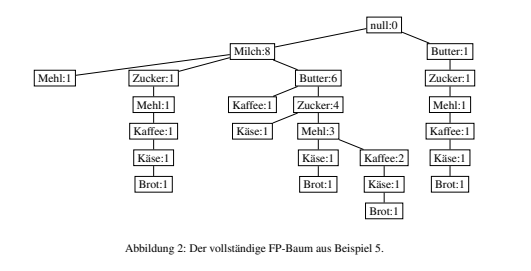 null:0
Milch:8 Butter:1
Mehl:1 Zucker:1 Butter:6 Zucker:1
Mehl:1 Kaffee:1 Zucker:4 Mehl:1
Kaffee:1 Käse:1 Mehl:3 Kaffee:1
Käse:1 Käse:1 Kaffee:2 Käse:1
Brot:1 Brot:1 Käse:1 Brot:1
Brot:1
Abbildung 2: Der vollständige FP-Baum aus Beispiel 5.